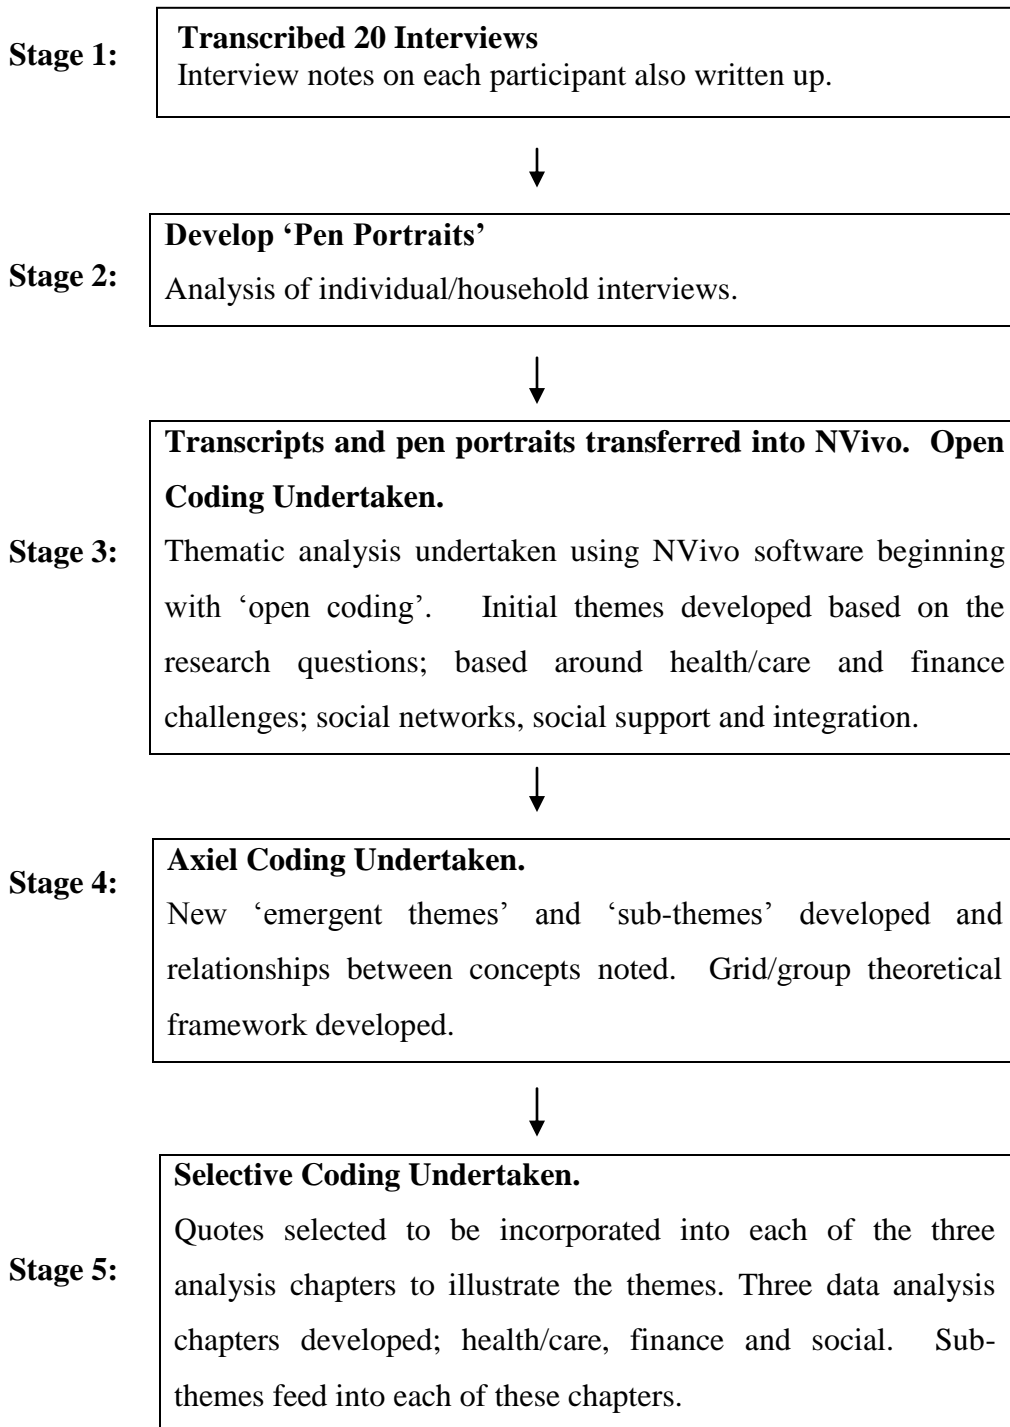 Stage 1:
Transcribed 20 Interviews
Interview notes on each participant also written up.
Stage 2:
Develop ‘Pen Portraits’
Analysis of individual/household interviews.
Stage 3:
Transcripts and pen portraits transferred into NVivo. Open
Coding Undertaken.
Thematic analysis undertaken using NVivo software beginning
with ‘open coding’. Initial themes developed based on the
research questions; based around health/care and finance
challenges; social networks, social support and integration.
Stage 4:
Axiel Coding Undertaken.
New ‘emergent themes’ and ‘sub-themes’ developed and
relationships between concepts noted. Grid/group theoretical
framework developed.
Stage 5:
Selective Coding Undertaken.
Quotes selected to be incorporated into each of the three
analysis chapters to illustrate the themes. Three data analysis
chapters developed; health/care, finance and social. Sub-
themes feed into each of these chapters.